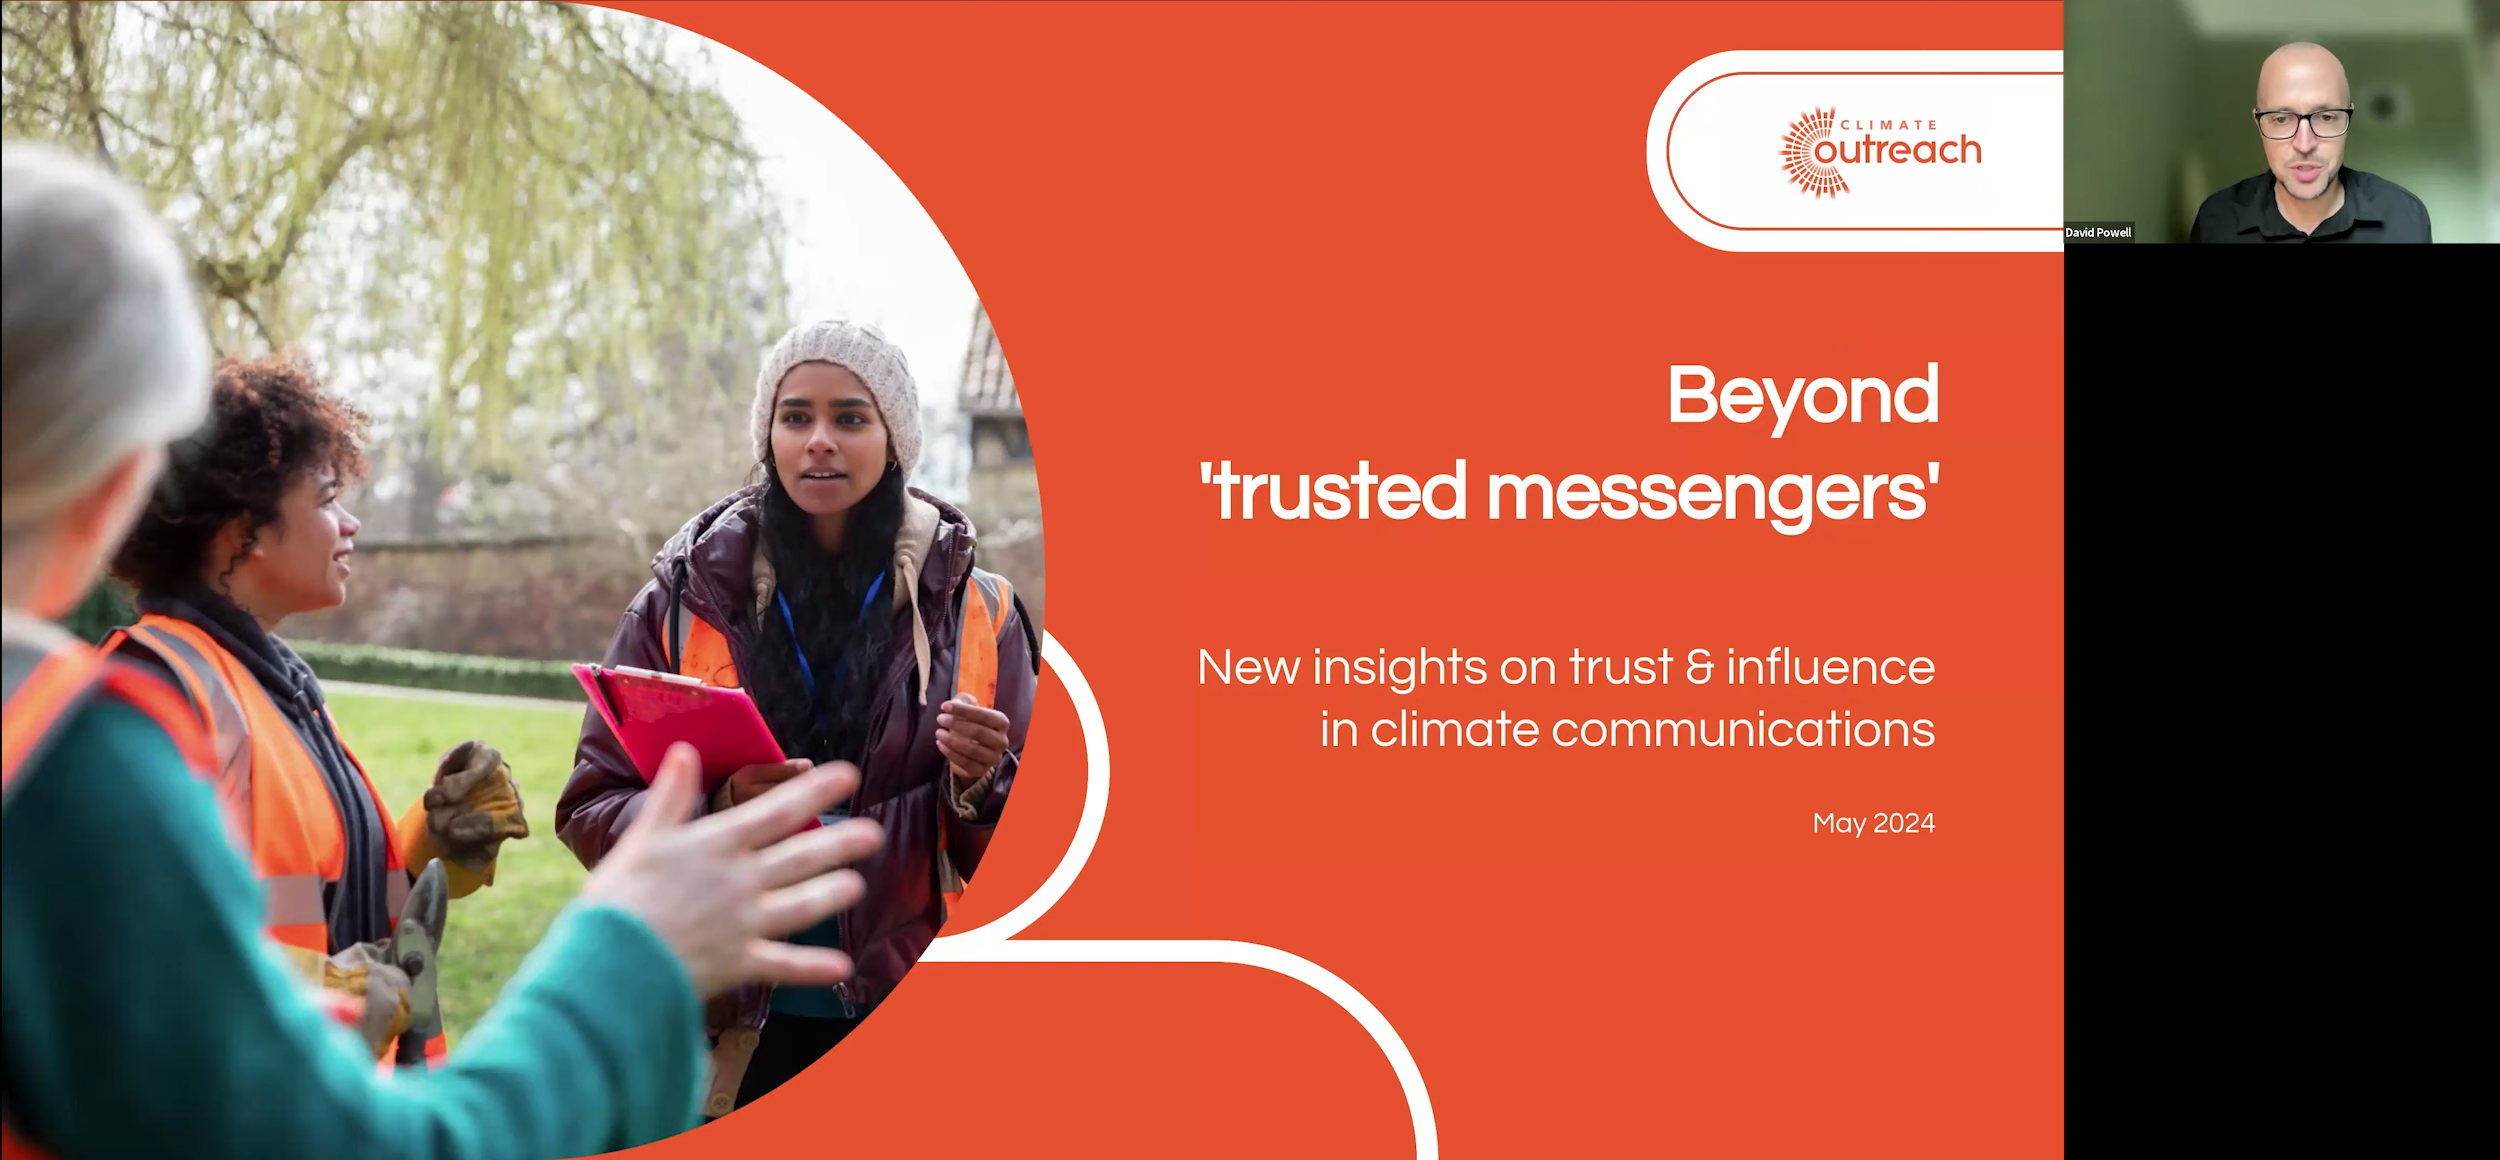 CLIMATE
outreach
David Powell
Beyond
'trusted messengers'
New insights on trust & influence
in climate communications
May 2024